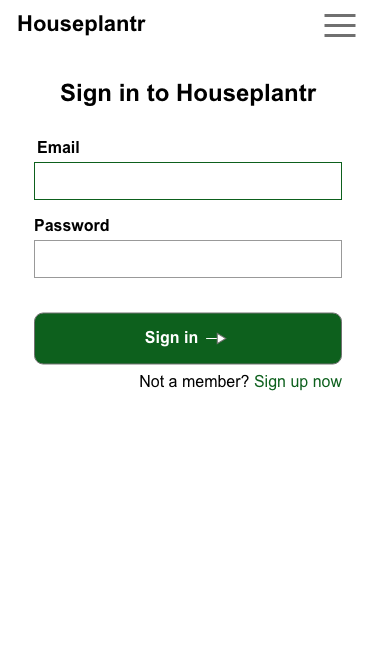 Houseplantr
Sign in to Houseplantr
Email
Password
Sign in
Not a member? Sign up now